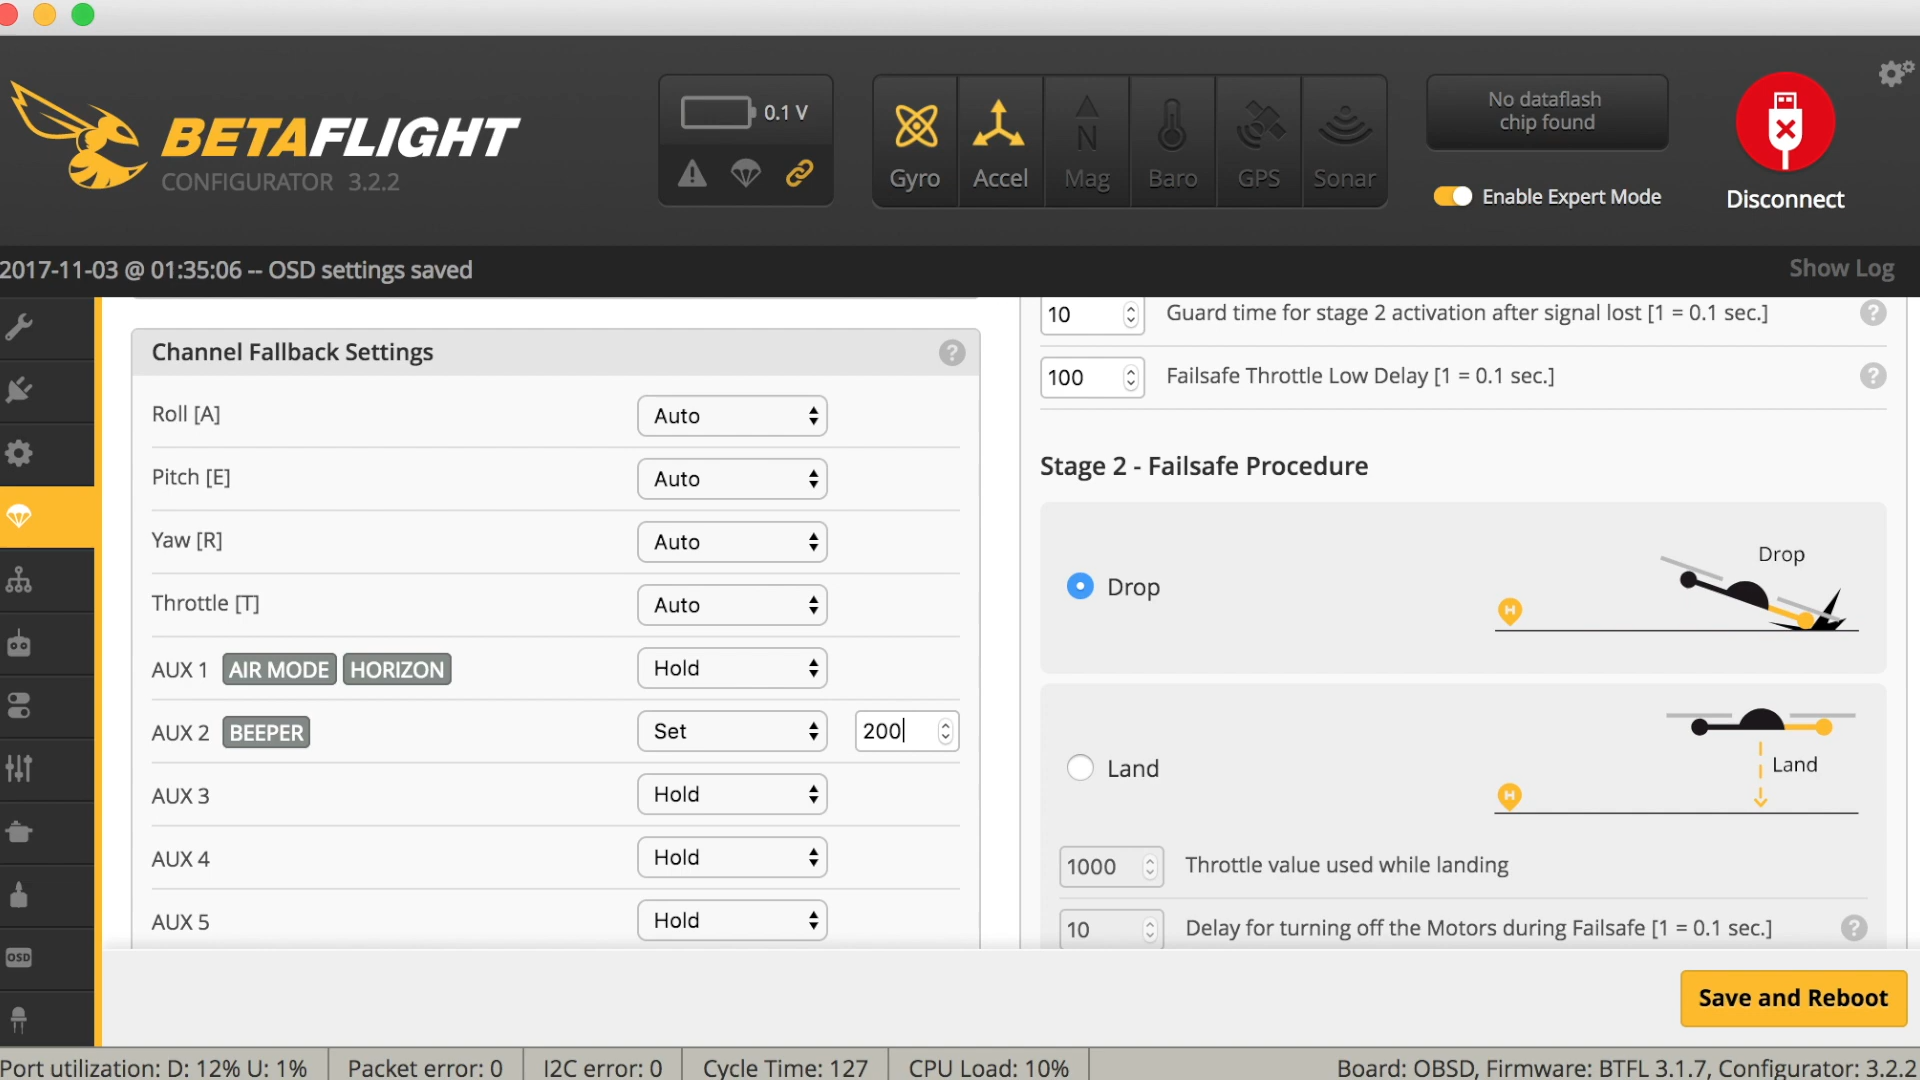 0.1 V
No dataflash
chip found
BETAFLIGHT
CONFIGURATOR 3.2.2
N
Gyro
Accel
Mag
Baro
GPS
Sonar
Enable Expert Mode
Disconnect
2017-11-03 @ 01:35:06 -- OSD settings saved
Show Log
10
Guard time for stage 2 activation after signal lost [1 = 0.1 sec.]
?
Channel Fallback Settings
?
100
Failsafe Throttle Low Delay [1 = 0.1 sec.]
?
Roll [A]
Auto
Pitch [E]
Auto
Yaw [R]
Auto
Throttle [T]
Auto
AUX 1 AIR MODE HORIZON
Hold
AUX 2 BEEPER
Set
200
AUX 3
Hold
AUX 4
Hold
AUX 5
Hold
Stage 2 - Failsafe Procedure
Drop
Drop
H
Land
Land
H
1000
Throttle value used while landing
10
Delay for turning off the Motors during Failsafe [1 = 0.1 sec.]
?
OSD
Save and Reboot
Port utilization: D: 12% U: 1%
Packet error: 0
I2C error: 0
Cycle Time: 127
CPU Load: 10%
Board: OBSD, Firmware: BTFL 3.1.7, Configurator: 3.2.2